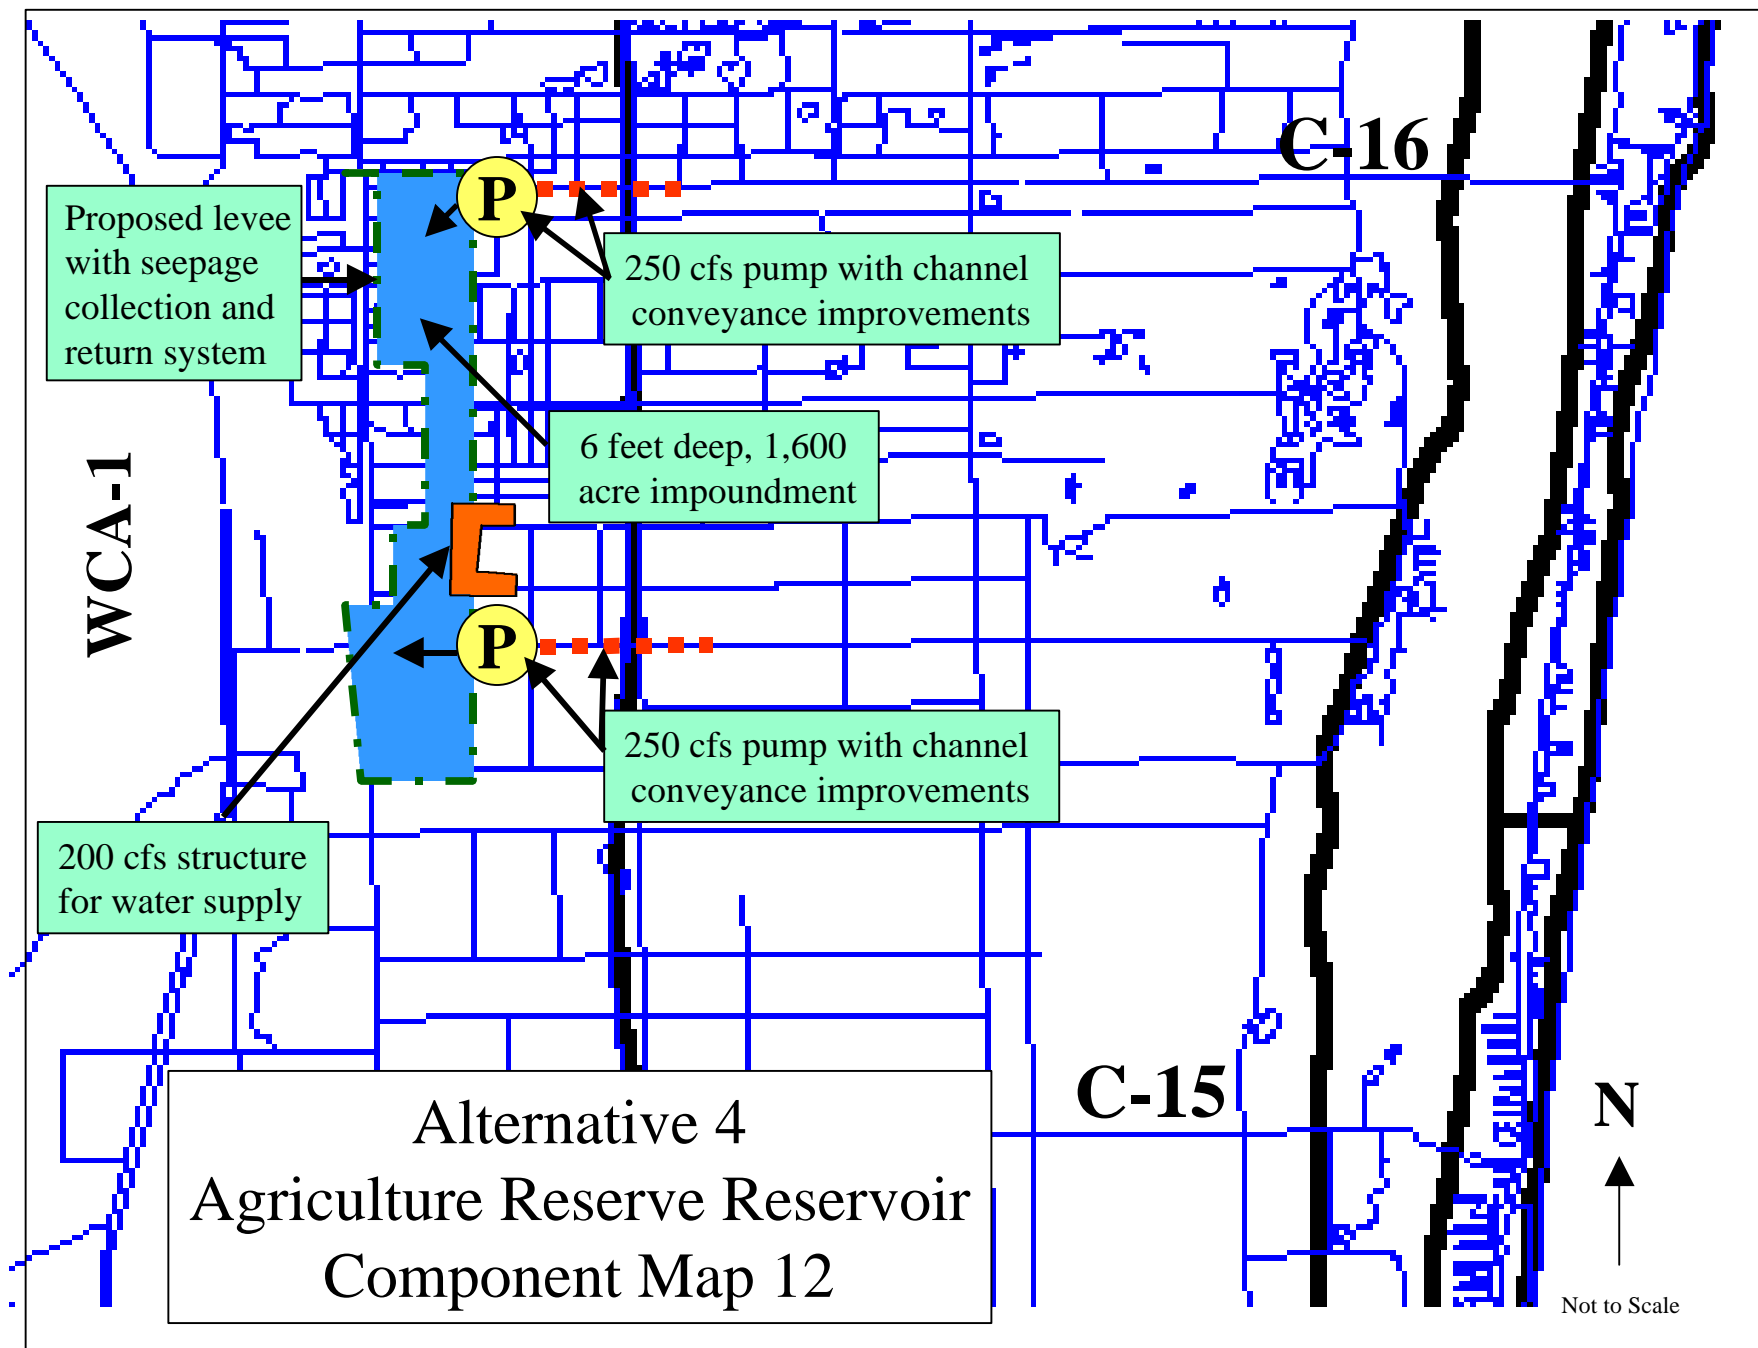 C-16
P
Proposed levee
with seepage
collection and
return system
250 cfs pump with channel
conveyance improvements
6 feet deep, 1,600
acre impoundment
WCA-1
P
250 cfs pump with channel
conveyance improvements
200 cfs structure
for water supply
C-15
N
Alternative 4
Agriculture Reserve Reservoir
Component Map 12
Not to Scale